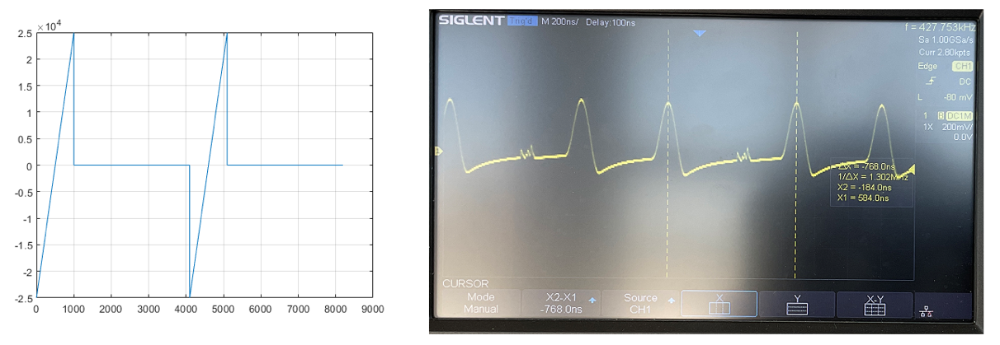 ×10⁴
2.5
2
1.5
1
0.5
0
-0.5
-1
-1.5
-2
-2.5
0 1000 2000 3000 4000 5000 6000 7000 8000 9000
SIGLENT Trig'd M 200ns/ Delay:100ns
f = 427.753kHz
Sa 1.00GSa/s
Curr 2.80kpts
Edge CH1
DC
L -80 mV
1 B DC1M
1X 200mV/
0.0V
1
ΔX = -768.0ns
1/ΔX = 1.302MHz
X2 = -184.0ns
X1 = 584.0ns
CURSOR
Mode X2-X1 Source X Y X-Y
Manual -768.0ns CH1